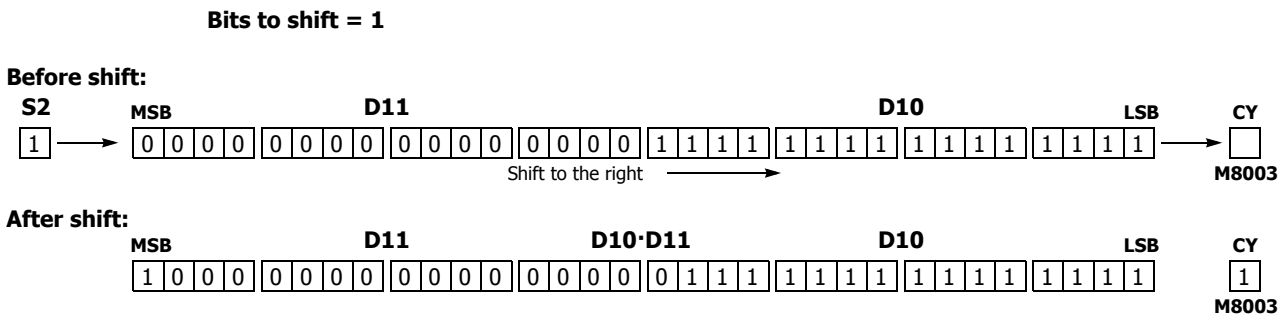 Bits to shift = 1
Before shift:
S2 MSB D11 D10 LSB CY
1 0 0 0 0 0 0 0 0 0 0 0 0 0 0 0 0 1 1 1 1 1 1 1 1 1 1 1 1 1 1 1 1
Shift to the right M8003
After shift:
MSB D11 D10·D11 D10 LSB CY
1 0 0 0 0 0 0 0 0 0 0 0 0 0 0 0 0 1 1 1 1 1 1 1 1 1 1 1 1 1 1 1 1
M8003